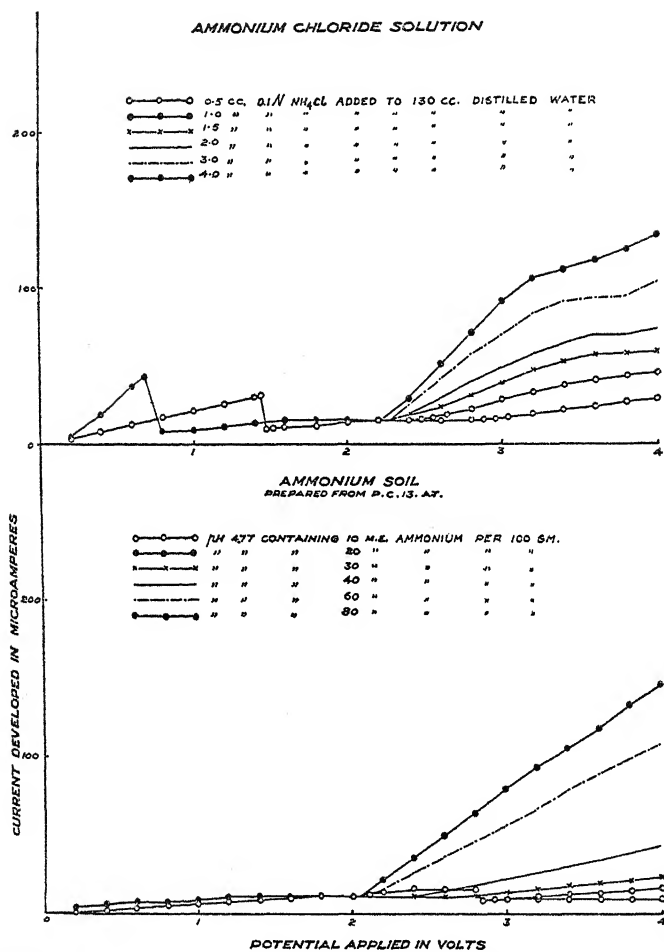 AMMONIUM CHLORIDE SOLUTION
0.5 CC. 0.1N NH4Cl ADDED TO 130 CC. DISTILLED WATER
1.0 " " " " " " " "
1.5 " " " " " " " "
2.0 " " " " " " " "
3.0 " " " " " " " "
4.0 " " " " " " " "
200
100
0
1
2
3
4
AMMONIUM SOIL
PREPARED FROM P.C.13. A.T.
PH 4.77 CONTAINING 10 M.E. AMMONIUM PER 100 GM.
" " " 20 " " " "
" " " 30 " " " "
" " " 40 " " " "
" " " 60 " " " "
" " " 80 " " " "
200
100
0
0
1
2
3
4
CURRENT DEVELOPED IN MICROAMPERES
POTENTIAL APPLIED IN VOLTS